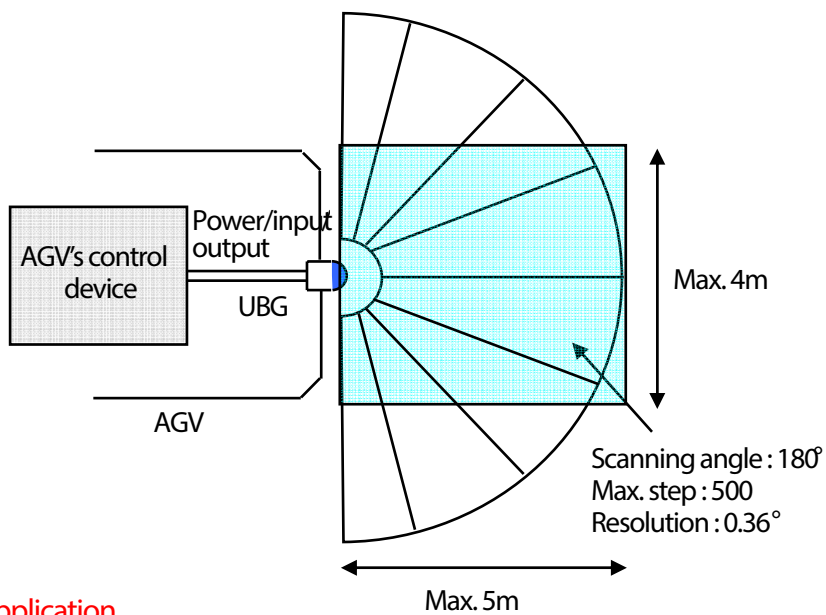 Power/input
output
AGV's control
device
UBG
AGV
Max. 4m
Scanning angle : 180°
Max. step : 500
Resolution : 0.36°
Max. 5m